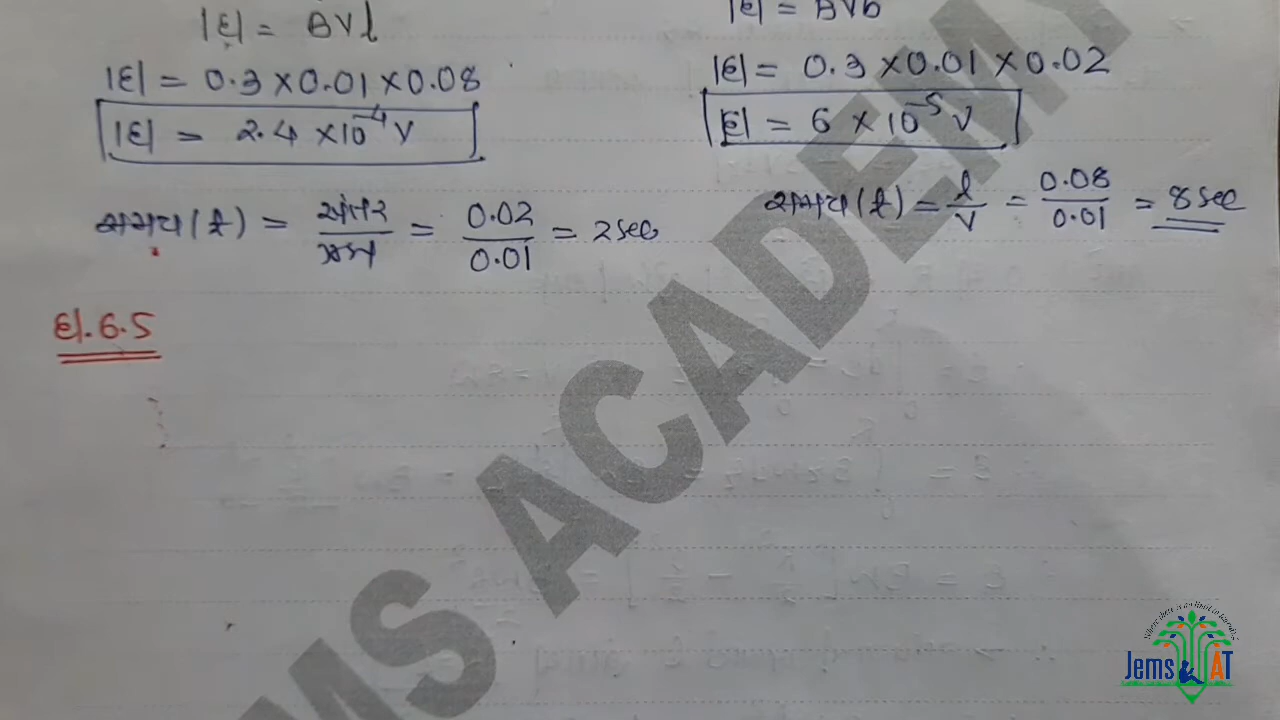 |ε| = Bvl
|ε| = 0.3 × 0.01 × 0.08
|ε| = 2.4 × 10⁻⁴ V
સમય (t) = અંતર / ઝડપ = 0.02 / 0.01 = 2 sec
|ε| = Bvb
|ε| = 0.3 × 0.01 × 0.02
|ε| = 6 × 10⁻⁵ V
સમય (t) = l / v = 0.08 / 0.01 = 8 sec
દા. 6.5
MS ACADEMY
Jems AT